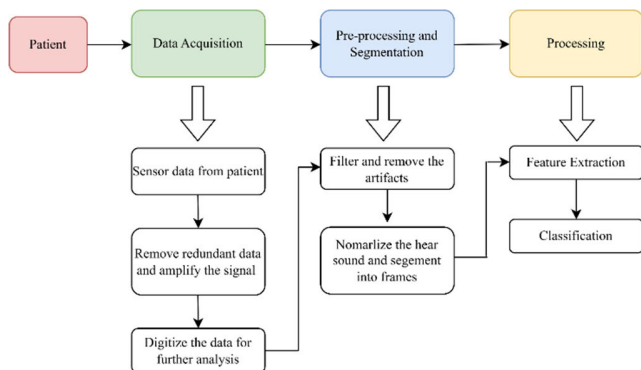 Patient
Data Acquisition
Pre-processing and
Segmentation
Processing
Sensor data from patient
Remove redundant data
and amplify the signal
Digitize the data for
further analysis
Filter and remove the
artifacts
Nomarlize the hear
sound and segement
into frames
Feature Extraction
Classification